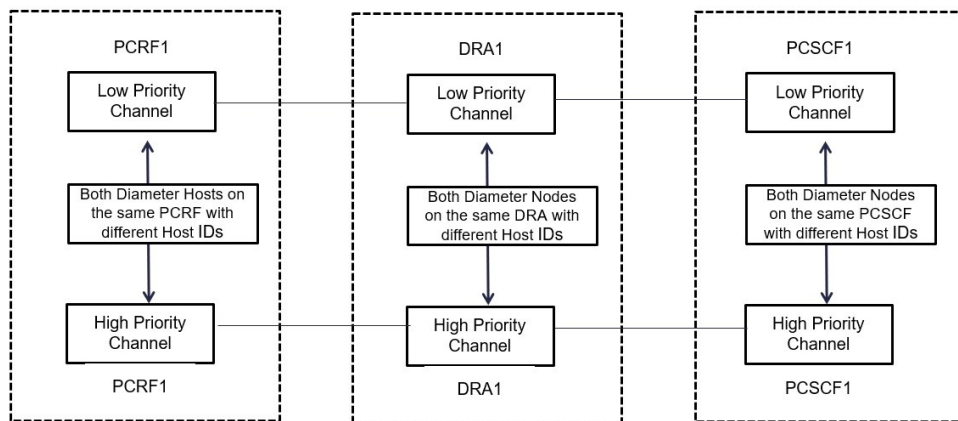 PCRF1
Low Priority
Channel
Both Diameter Hosts on
the same PCRF with
different Host IDs
High Priority
Channel
PCRF1
DRA1
Low Priority
Channel
Both Diameter Nodes
on the same DRA with
different Host IDs
High Priority
Channel
DRA1
PCSCF1
Low Priority
Channel
Both Diameter Nodes
on the same PCSCF
with different Host IDs
High Priority
Channel
PCSCF1